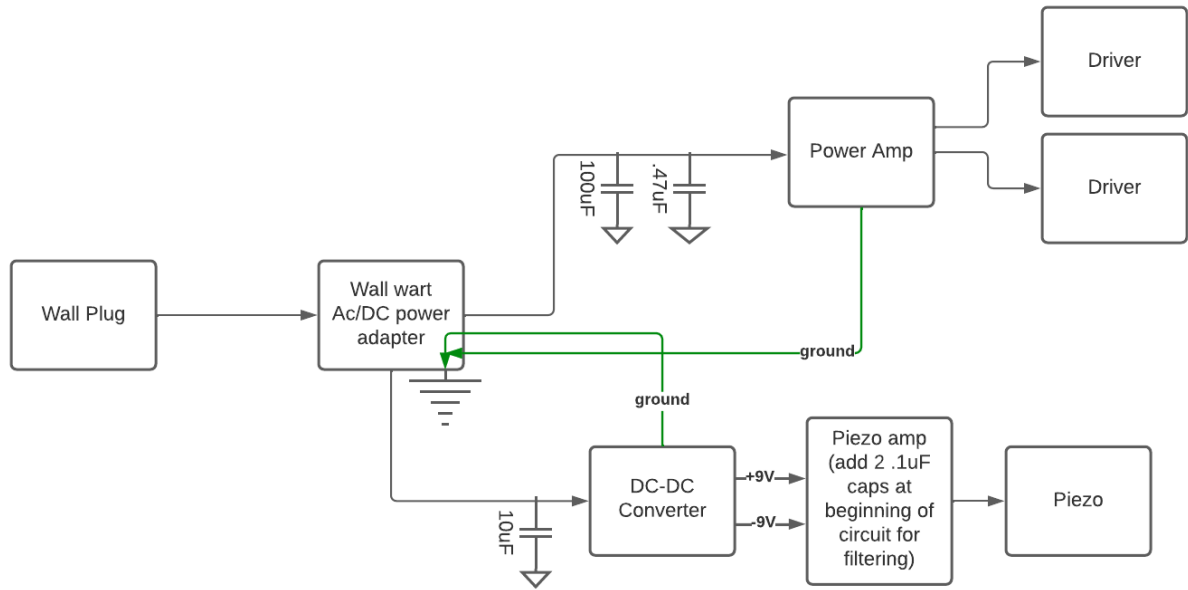 Driver
Power Amp
Driver
100uF
.47uF
Wall Plug
Wall wart
Ac/DC power
adapter
ground
ground
Piezo amp
(add 2 .1uF
caps at
beginning of
circuit for
filtering)
DC-DC
Converter
+9V
-9V
Piezo
10uF